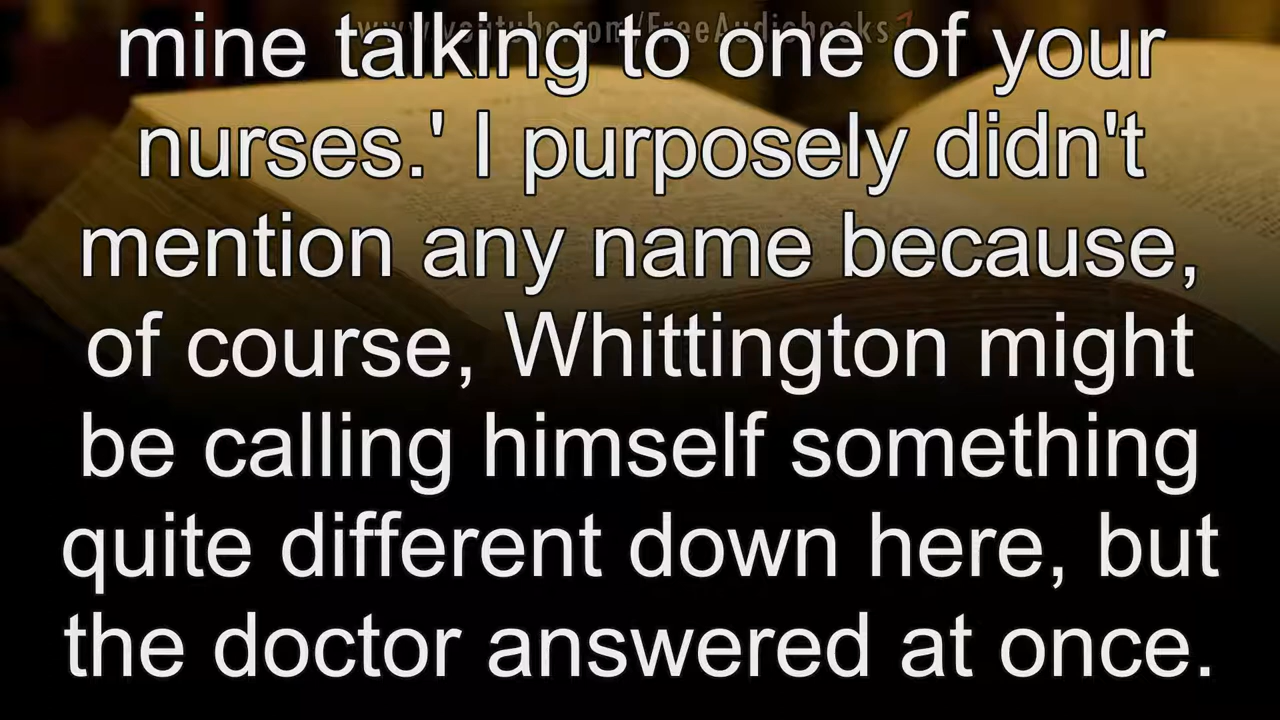 www.youtube.com/FreeAudiobooks
mine talking to one of your
nurses.' I purposely didn't
mention any name because,
of course, Whittington might
be calling himself something
quite different down here, but
the doctor answered at once.